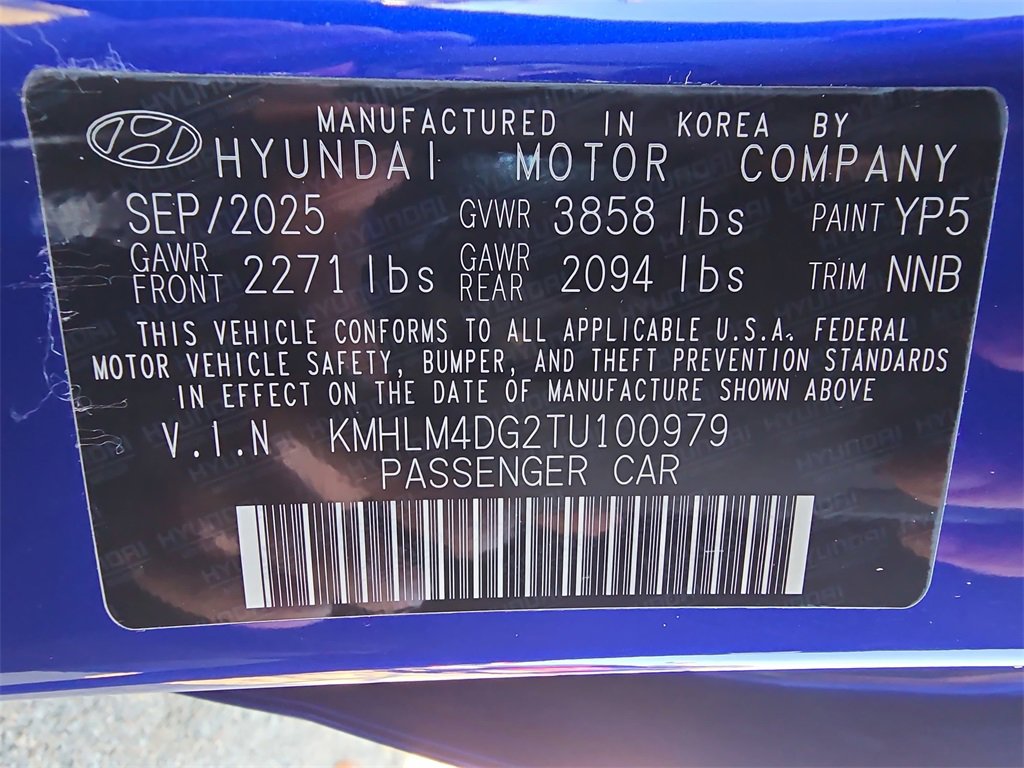 MANUFACTURED IN KOREA BY
HYUNDAI MOTOR COMPANY
SEP/2025 GVWR 3858 lbs PAINT YP5
GAWR FRONT 2271 lbs GAWR REAR 2094 lbs TRIM NNB
THIS VEHICLE CONFORMS TO ALL APPLICABLE U.S.A. FEDERAL
MOTOR VEHICLE SAFETY, BUMPER, AND THEFT PREVENTION STANDARDS
IN EFFECT ON THE DATE OF MANUFACTURE SHOWN ABOVE
V.I.N KMHLM4DG2TU100979
PASSENGER CAR